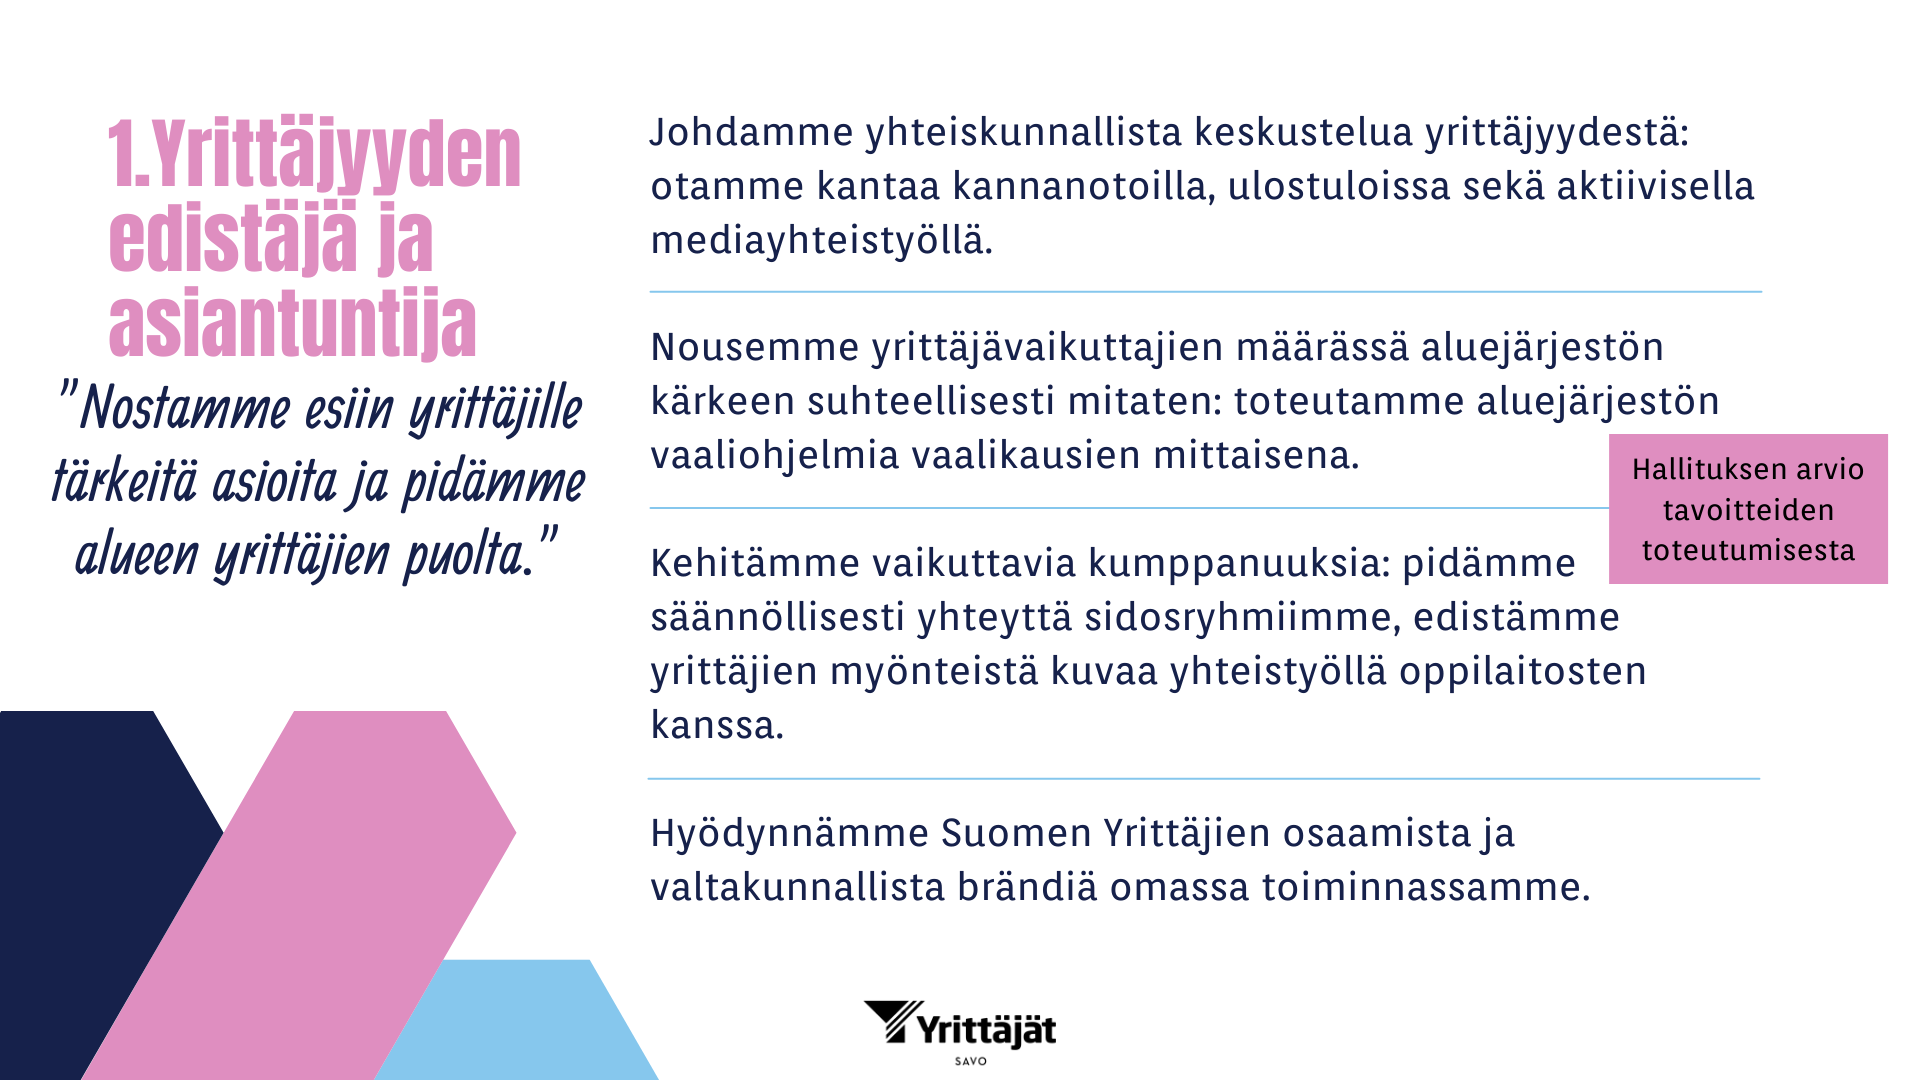 1.Yrittäjyyden
edistäjä ja
asiantuntija
"Nostamme esiin yrittäjille
tärkeitä asioita ja pidämme
alueen yrittäjien puolta."
Johdamme yhteiskunnallista keskustelua yrittäjyydestä:
otamme kantaa kannanotoilla, ulostuloissa sekä aktiivisella
mediayhteistyöllä.
Nousemme yrittäjävaikuttajien määrässä aluejärjestön
kärkeen suhteellisesti mitaten: toteutamme aluejärjestön
vaaliohjelmia vaalikausien mittaisena.
Hallituksen arvio
tavoitteiden
toteutumisesta
Kehitämme vaikuttavia kumppanuuksia: pidämme
säännöllisesti yhteyttä sidosryhmiimme, edistämme
yrittäjien myönteistä kuvaa yhteistyöllä oppilaitosten
kanssa.
Hyödynnämme Suomen Yrittäjien osaamista ja
valtakunnallista brändiä omassa toiminnassamme.
Yrittäjät
SAVO